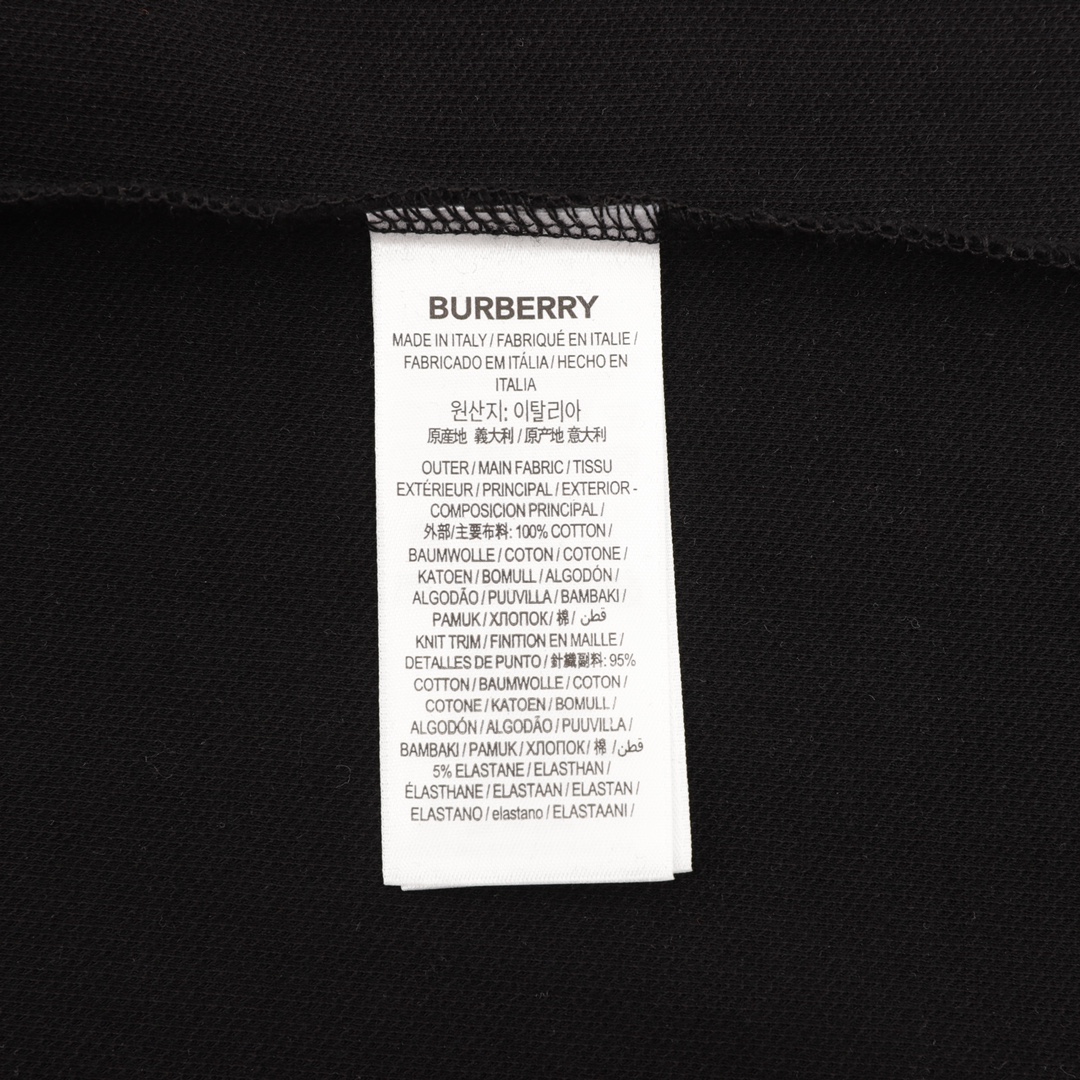 BURBERRY
MADE IN ITALY / FABRIQUÉ EN ITALIE /
FABRICADO EM ITÁLIA / HECHO EN
ITALIA
원산지: 이탈리아
原産地 義大利 / 原产地 意大利
OUTER / MAIN FABRIC / TISSU
EXTÉRIEUR / PRINCIPAL / EXTERIOR -
COMPOSICION PRINCIPAL /
外部/主要布料: 100% COTTON /
BAUMWOLLE / COTON / COTONE /
KATOEN / BOMULL / ALGODÓN /
ALGODÃO / PUUVILLA / BAMBAKI /
PAMUK / ХЛОПОК / 棉 / قطن
KNIT TRIM / FINITION EN MAILLE /
DETALLES DE PUNTO / 針織副料: 95%
COTTON / BAUMWOLLE / COTON /
COTONE / KATOEN / BOMULL /
ALGODÓN / ALGODÃO / PUUVILLA /
BAMBAKI / PAMUK / ХЛОПОК / 棉 / قطن
5% ELASTANE / ELASTHAN /
ÉLASTHANE / ELASTAAN / ELASTAN /
ELASTANO / elastano / ELASTAANI /